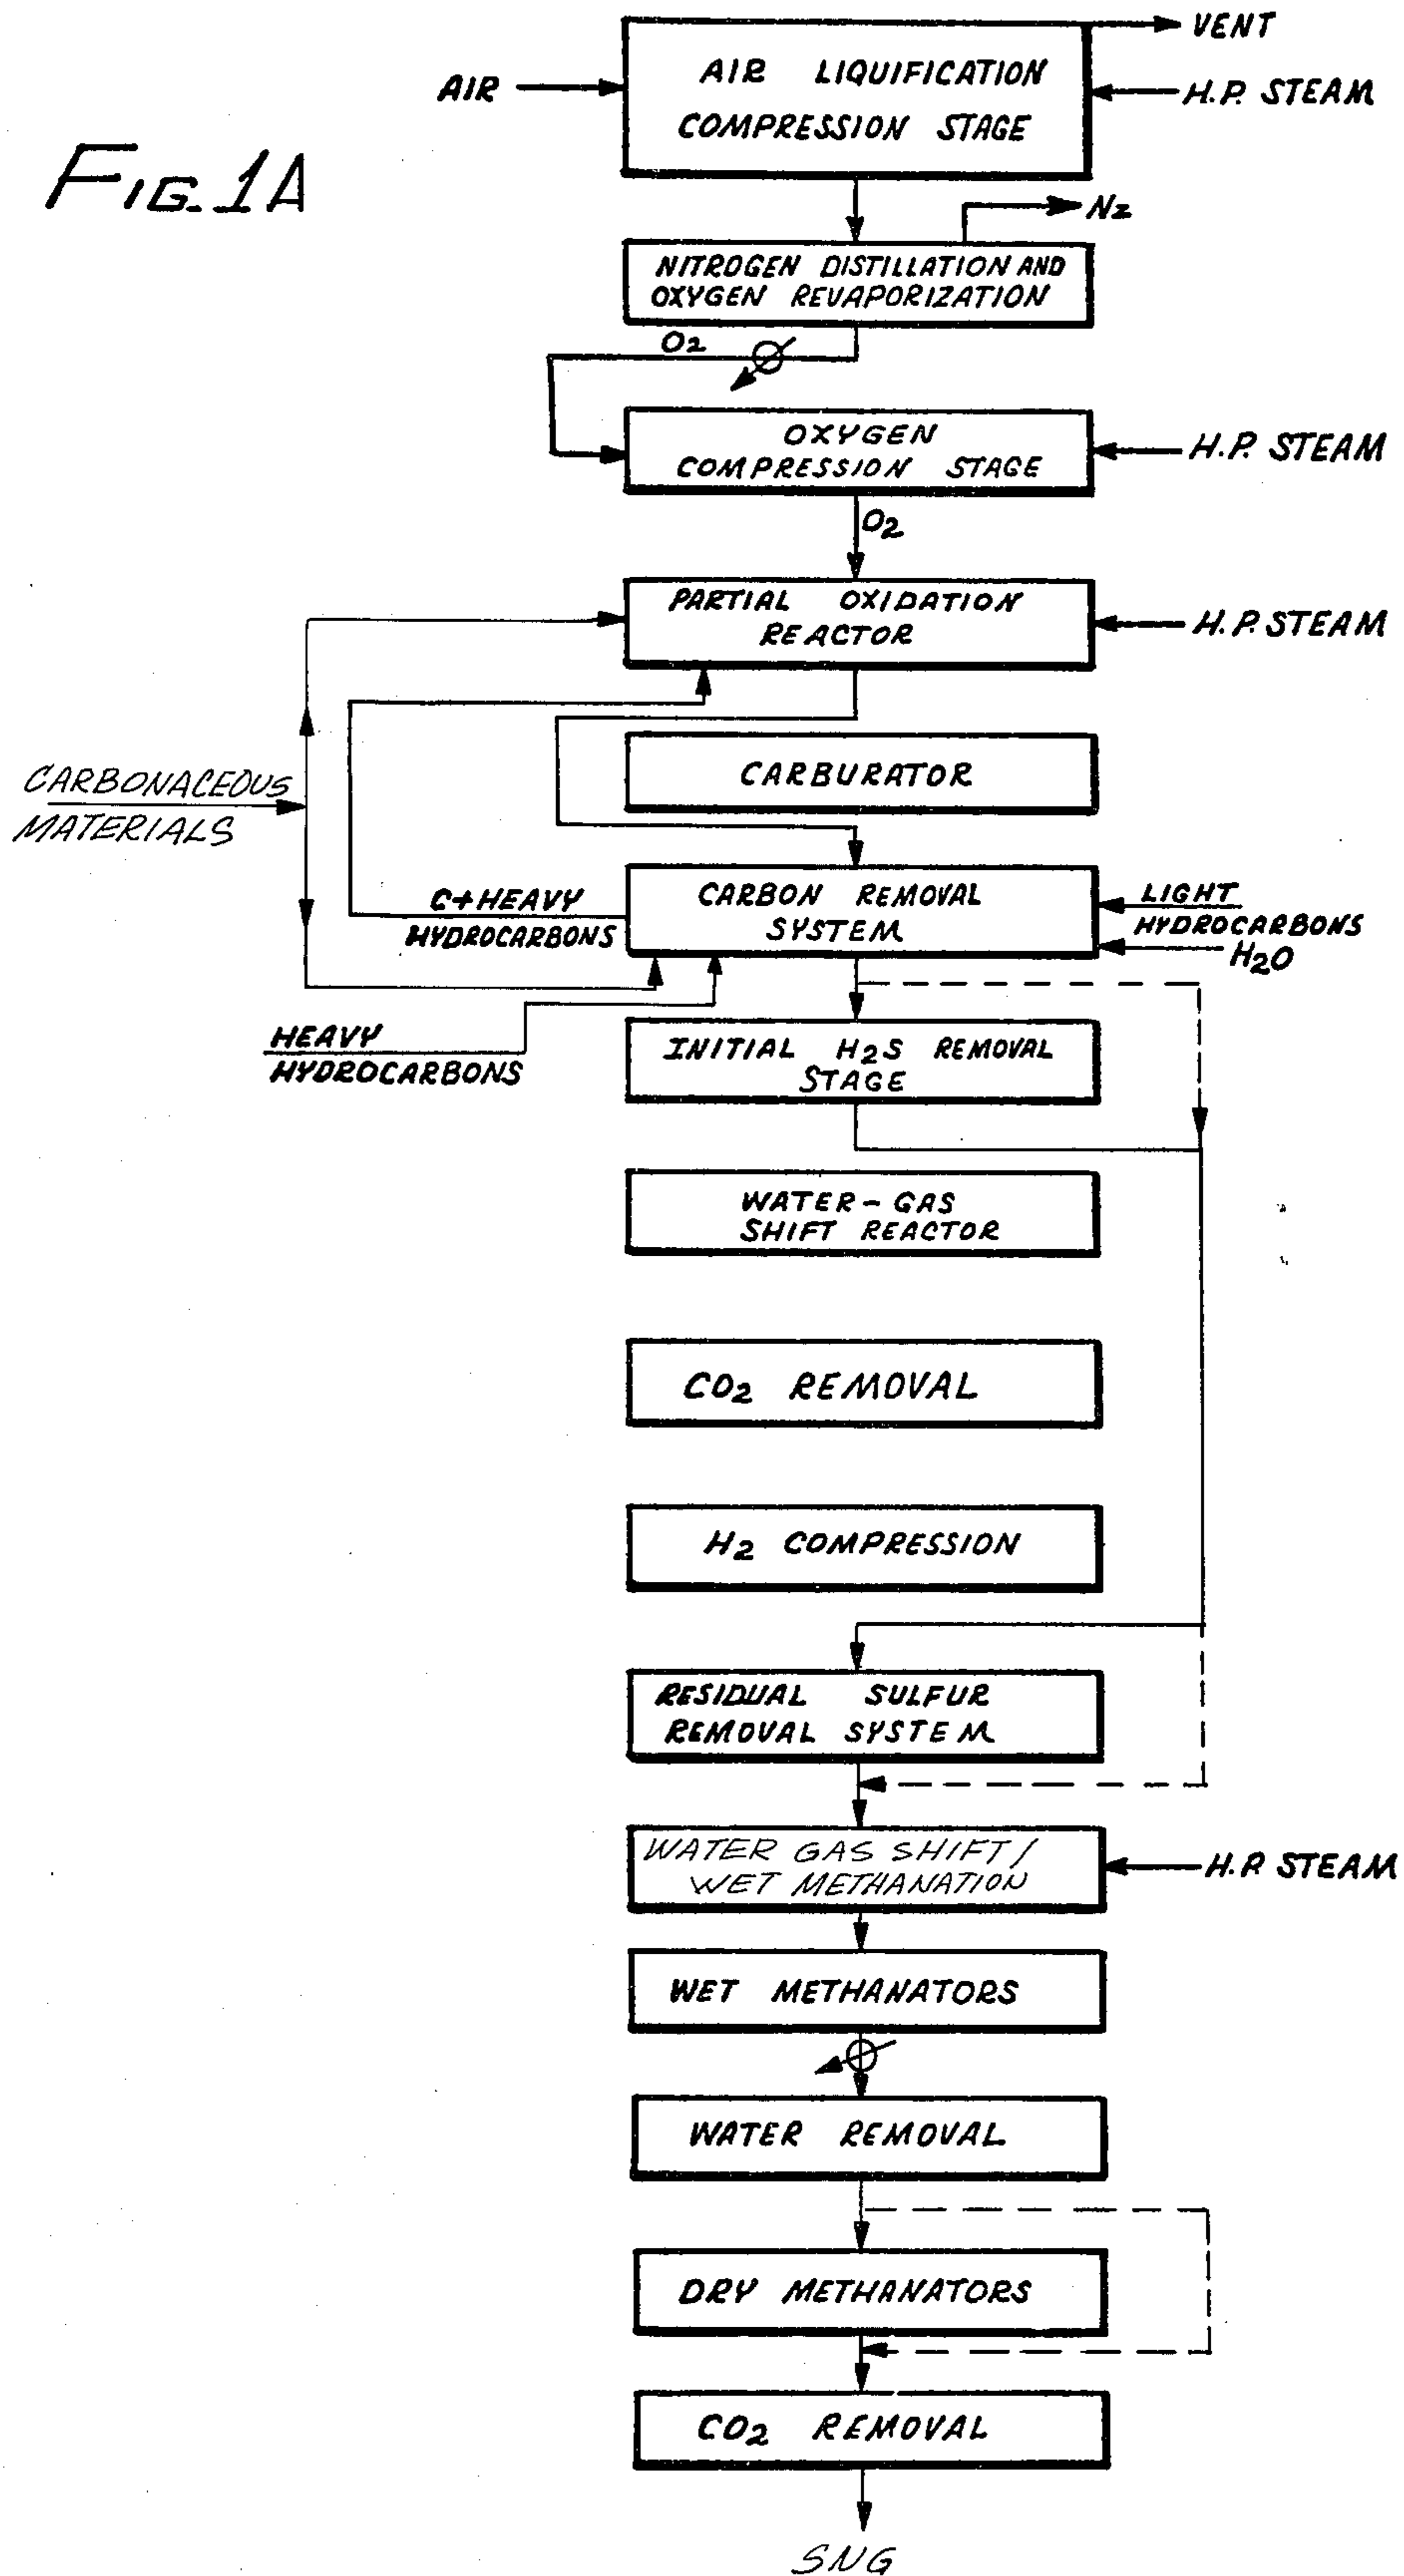 FIG. 1A
VENT
AIR
AIR LIQUIFICATION
COMPRESSION STAGE
H.P. STEAM
N2
NITROGEN DISTILLATION AND
OXYGEN REVAPORIZATION
O2
OXYGEN
COMPRESSION STAGE
H.P. STEAM
O2
PARTIAL OXIDATION
REACTOR
H.P. STEAM
CARBURATOR
CARBONACEOUS
MATERIALS
C+HEAVY
HYDROCARBONS
CARBON REMOVAL
SYSTEM
LIGHT
HYDROCARBONS
H2O
HEAVY
HYDROCARBONS
INITIAL H2S REMOVAL
STAGE
WATER-GAS
SHIFT REACTOR
CO2 REMOVAL
H2 COMPRESSION
RESIDUAL SULFUR
REMOVAL SYSTEM
WATER GAS SHIFT/
WET METHANATION
H.P. STEAM
WET METHANATORS
WATER REMOVAL
DRY METHANATORS
CO2 REMOVAL
SNG